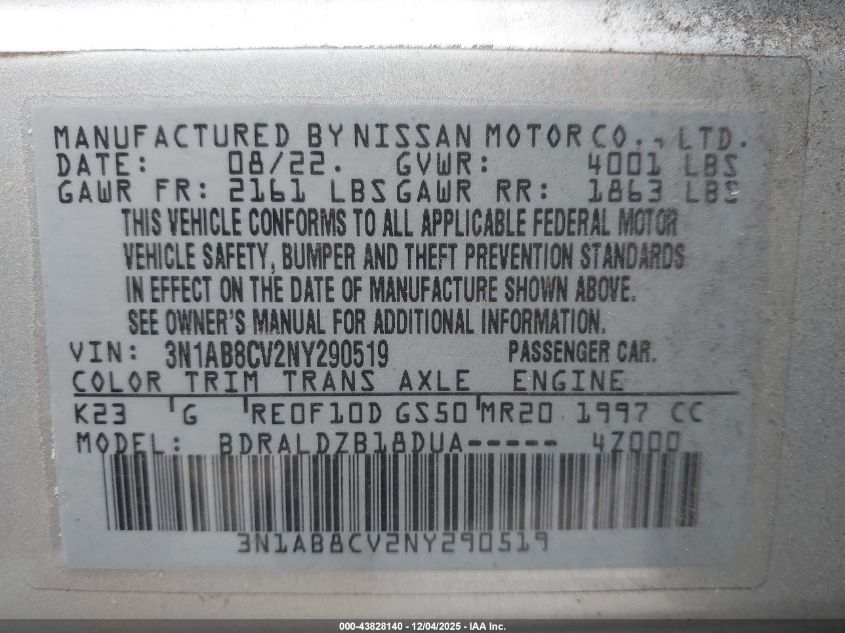 MANUFACTURED BY NISSAN MOTOR CO., LTD.
DATE: 08/22. GVWR: 4001 LBS
GAWR FR: 2161 LBS GAWR RR: 1863 LBS
THIS VEHICLE CONFORMS TO ALL APPLICABLE FEDERAL MOTOR
VEHICLE SAFETY, BUMPER AND THEFT PREVENTION STANDARDS
IN EFFECT ON THE DATE OF MANUFACTURE SHOWN ABOVE.
SEE OWNER'S MANUAL FOR ADDITIONAL INFORMATION.
VIN: 3N1AB8CV2NY290519 PASSENGER CAR.
COLOR TRIM TRANS AXLE ENGINE
K23 G RE0F10D GS50 MR20 1997 CC
MODEL: BDRALDZB18DUA----- 4Z000
3N1AB8CV2NY290519
000-43828140 - 12/04/2025 - IAA Inc.